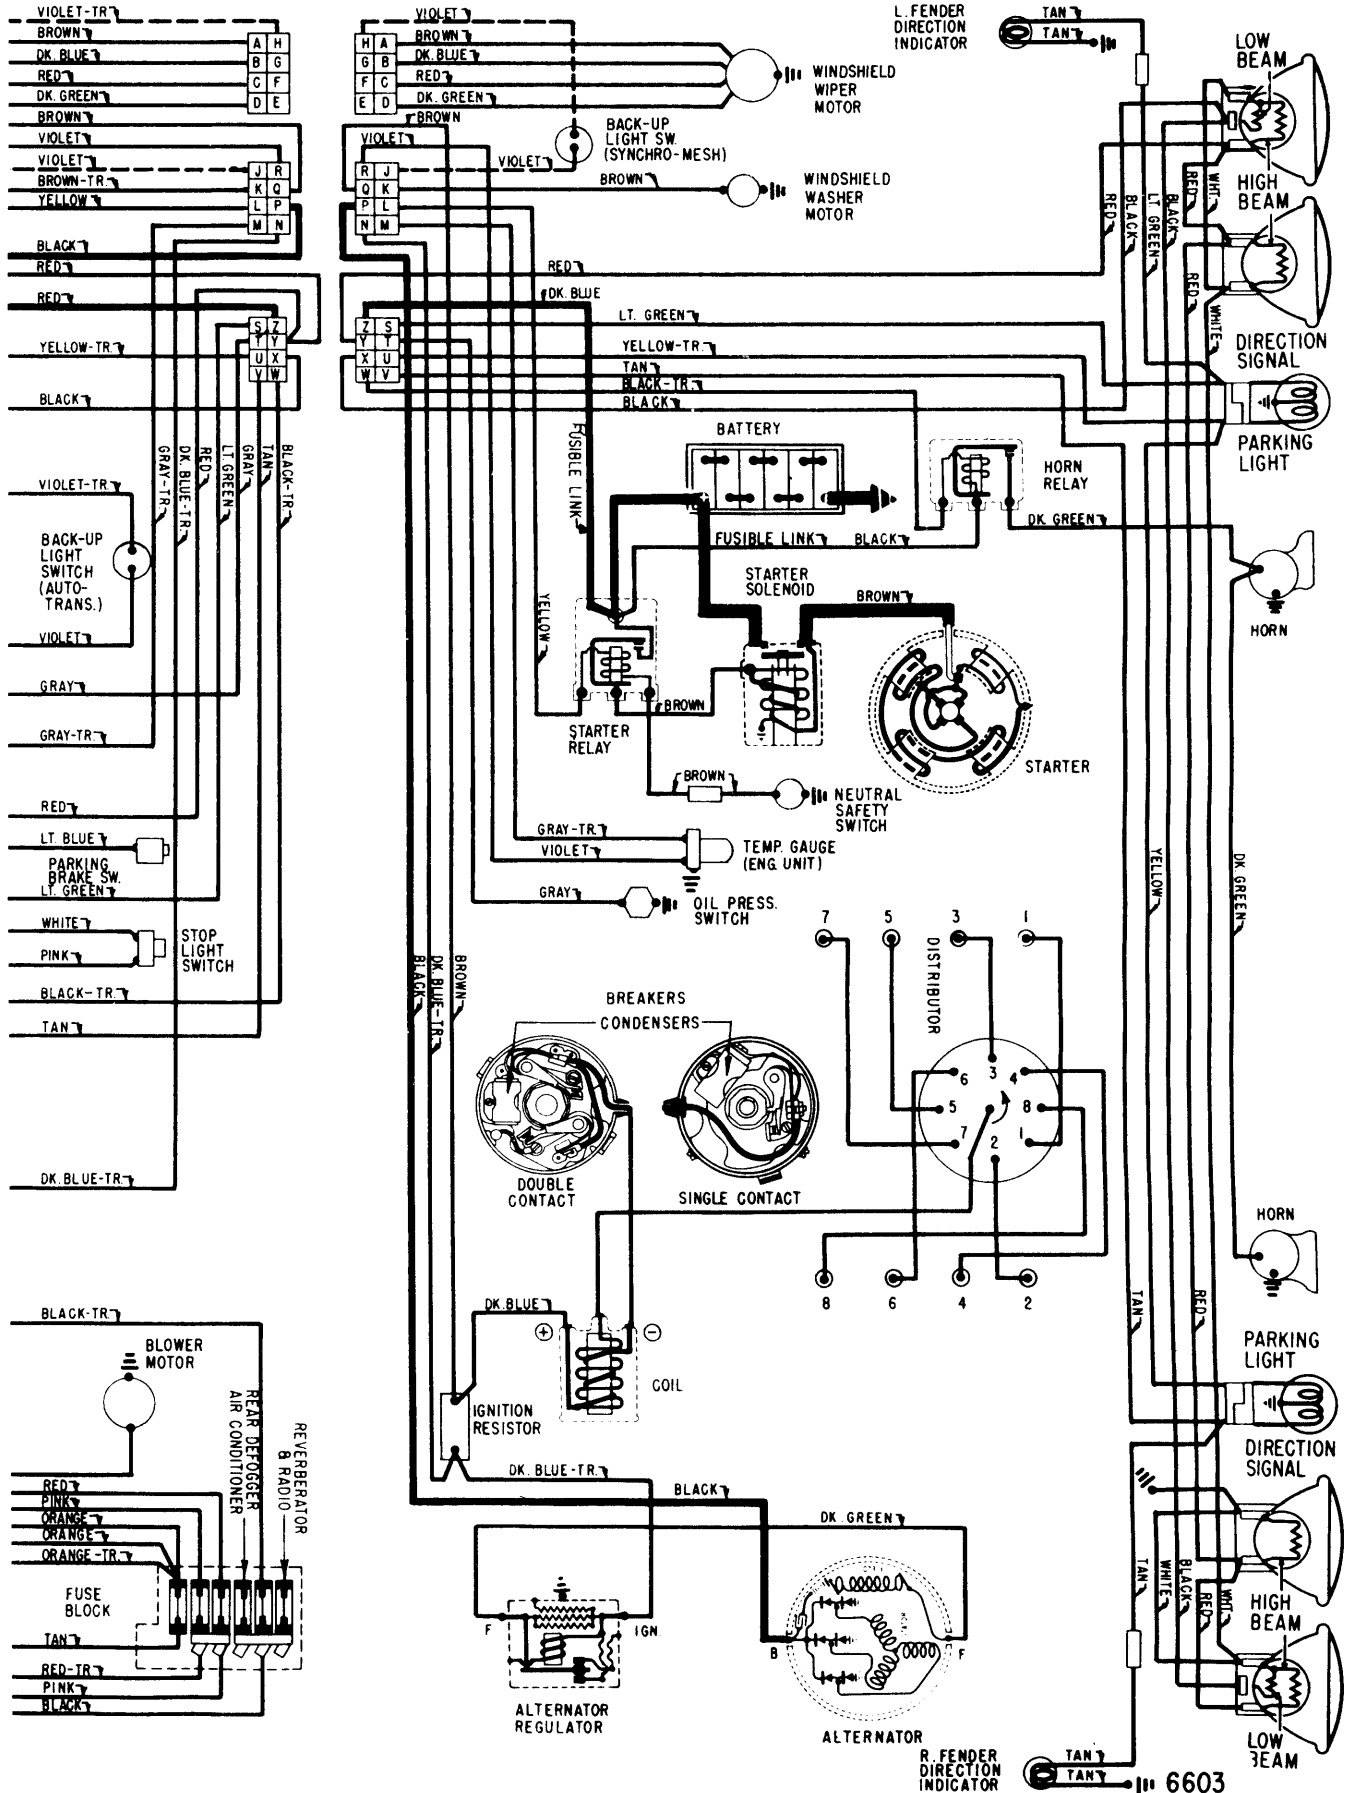 VIOLET-TR
BROWN
DK. BLUE
RED
DK. GREEN
BROWN
VIOLET
VIOLET
BROWN-TR.
YELLOW
BLACK
RED
RED
YELLOW-TR.
BLACK
A H
B G
C F
D E
J R
K Q
L P
M N
S Z
T Y
U X
V W
H A
G B
F C
E D
R J
Q K
P L
N M
Z S
Y T
X U
W V
VIOLET
BROWN
DK. BLUE
RED
DK. GREEN
BROWN
VIOLET
VIOLET
WINDSHIELD
WIPER
MOTOR
BACK-UP
LIGHT SW.
(SYNCHRO-MESH)
BROWN
WINDSHIELD
WASHER
MOTOR
L. FENDER
DIRECTION
INDICATOR
TAN
TAN
LOW
BEAM
HIGH
BEAM
RED
WHT.
RED
BLACK
LT. GREEN
BLACK
RED
WHITE
DIRECTION
SIGNAL
PARKING
LIGHT
RED
DK. BLUE
LT. GREEN
YELLOW-TR.
TAN
BLACK-TR.
BLACK
FUSIBLE LINK
BATTERY
HORN
RELAY
DK. GREEN
HORN
FUSIBLE LINK
BLACK
STARTER
SOLENOID
BROWN
YELLOW
STARTER
RELAY
BROWN
STARTER
BROWN
NEUTRAL
SAFETY
SWITCH
GRAY-TR.
VIOLET
TEMP. GAUGE
(ENG. UNIT)
GRAY
OIL PRESS.
SWITCH
GRAY-TR.
DK. BLUE-TR.
RED
LT GREEN
GRAY
TAN
BLACK-TR.
VIOLET-TR.
BACK-UP
LIGHT
SWITCH
(AUTO-
TRANS.)
VIOLET
GRAY
GRAY-TR.
RED
LT. BLUE
PARKING
BRAKE SW.
LT. GREEN
WHITE
PINK
STOP
LIGHT
SWITCH
BLACK-TR.
TAN
DK. BLUE-TR.
BLACK
DK. BLUE-TR.
BROWN
BREAKERS
CONDENSERS
DOUBLE
CONTACT
SINGLE CONTACT
7 5 3 1
DISTRIBUTOR
6 3 4
5 8
7 2 1
8 6 4 2
YELLOW
DK. GREEN
HORN
TAN
RED
DK. BLUE
+
−
COIL
IGNITION
RESISTOR
DK. BLUE-TR.
BLACK
DK. GREEN
F
IGN.
ALTERNATOR
REGULATOR
B
F
ALTERNATOR
BLACK-TR.
BLOWER
MOTOR
AIR CONDITIONER
REAR DEFOGGER
REVERBERATOR
& RADIO
RED
PINK
ORANGE
ORANGE
ORANGE-TR.
FUSE
BLOCK
TAN
RED-TR
PINK
BLACK
PARKING
LIGHT
DIRECTION
SIGNAL
TAN
WHITE
BLACK
RED
WHT.
HIGH
BEAM
LOW
BEAM
R. FENDER
DIRECTION
INDICATOR
TAN
TAN
6603